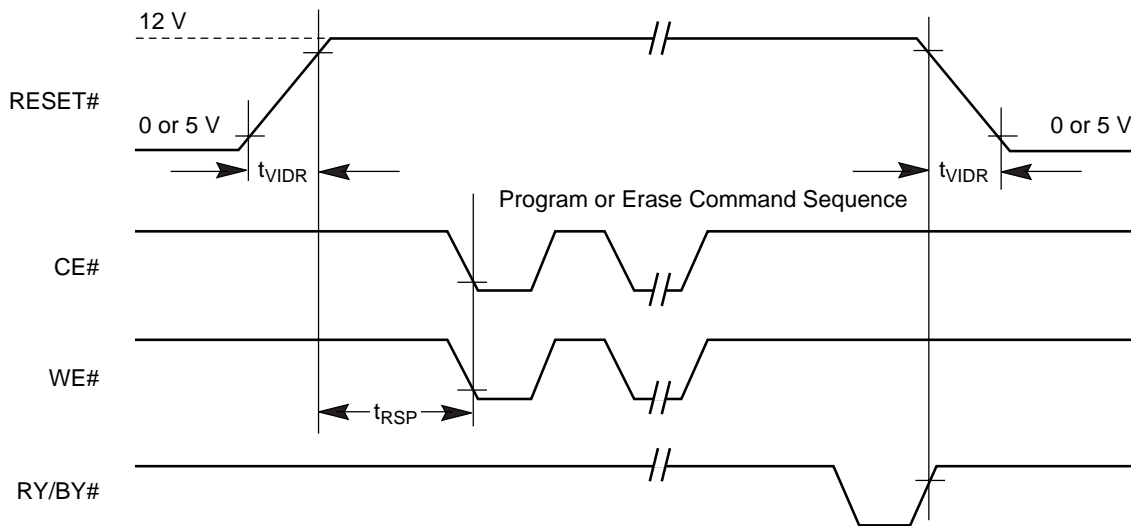 12 V
RESET#
0 or 5 V
0 or 5 V
tVIDR
tVIDR
Program or Erase Command Sequence
CE#
WE#
tRSP
RY/BY#